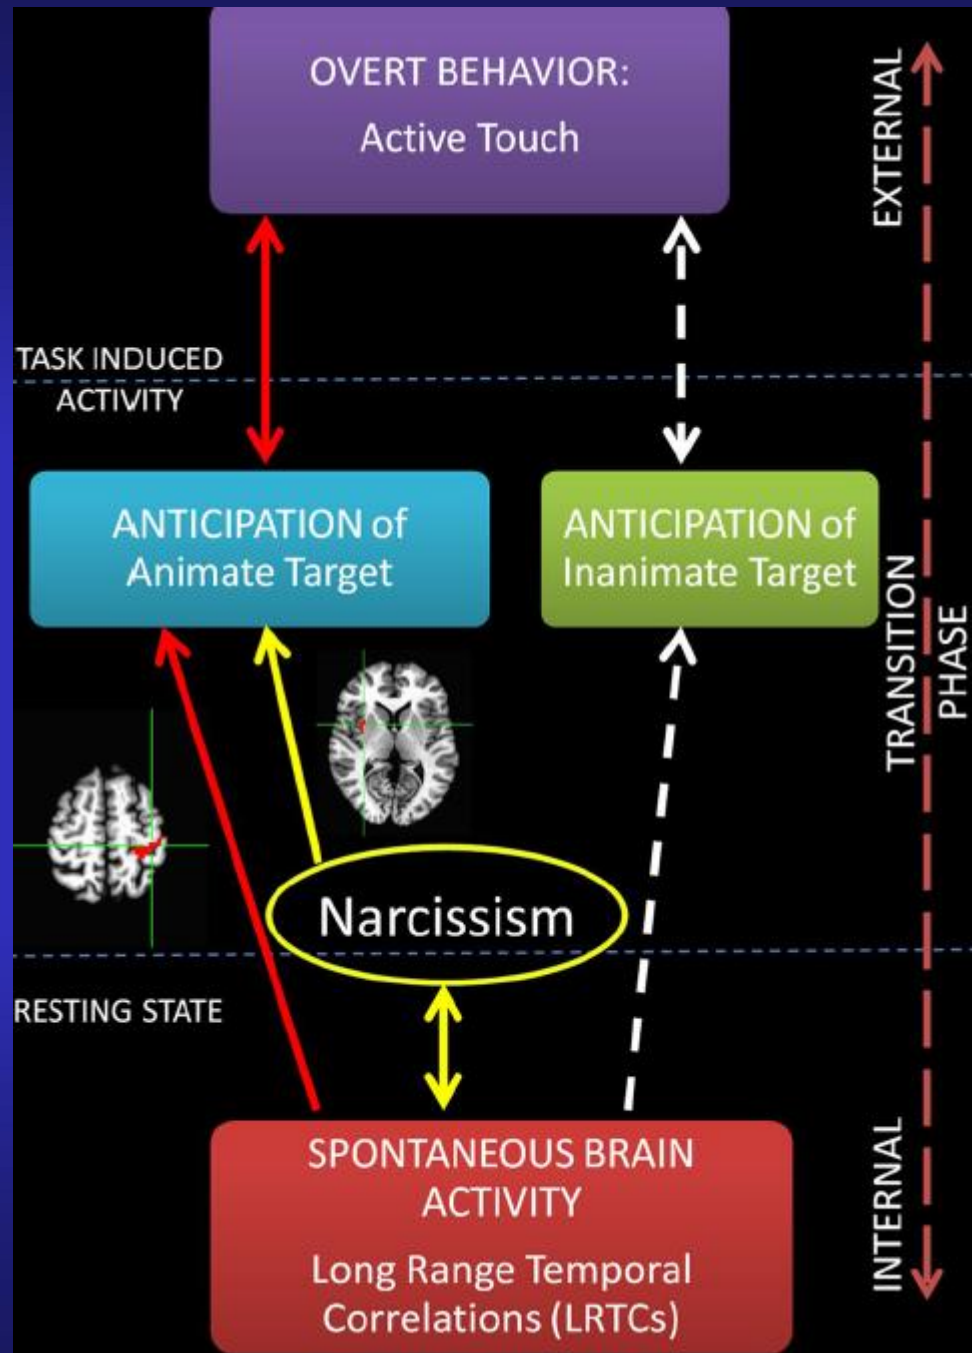 OVERT BEHAVIOR:
Active Touch
EXTERNAL
TASK INDUCED
ACTIVITY
ANTICIPATION of
Animate Target
ANTICIPATION of
Inanimate Target
TRANSITION
PHASE
Narcissism
RESTING STATE
SPONTANEOUS BRAIN
ACTIVITY
Long Range Temporal
Correlations (LRTCs)
INTERNAL